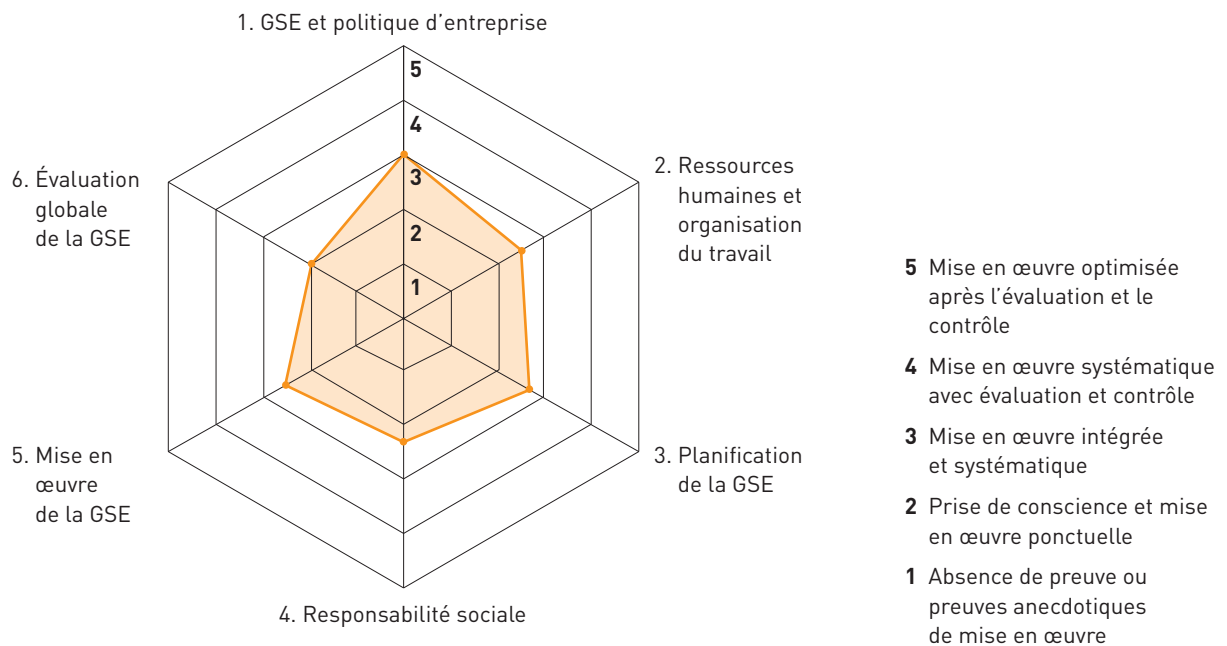 1. GSE et politique d'entreprise
5
4
3
2
1
2. Ressources
humaines et
organisation
du travail
3. Planification
de la GSE
4. Responsabilité sociale
5. Mise en
œuvre
de la GSE
6. Évaluation
globale
de la GSE
5 Mise en œuvre optimisée
après l'évaluation et le
contrôle
4 Mise en œuvre systématique
avec évaluation et contrôle
3 Mise en œuvre intégrée
et systématique
2 Prise de conscience et mise
en œuvre ponctuelle
1 Absence de preuve ou
preuves anecdotiques
de mise en œuvre